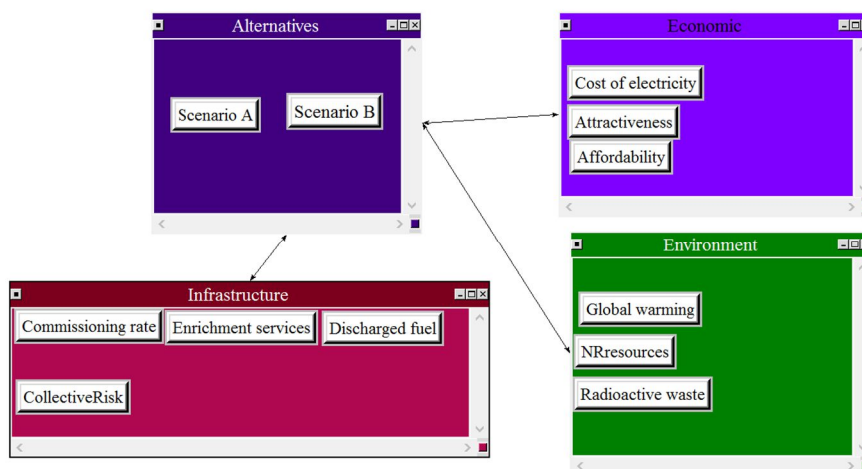 Alternatives
Scenario A
Scenario B
Economic
Cost of electricity
Attractiveness
Affordability
Infrastructure
Commissioning rate
Enrichment services
Discharged fuel
CollectiveRisk
Environment
Global warming
NRresources
Radioactive waste